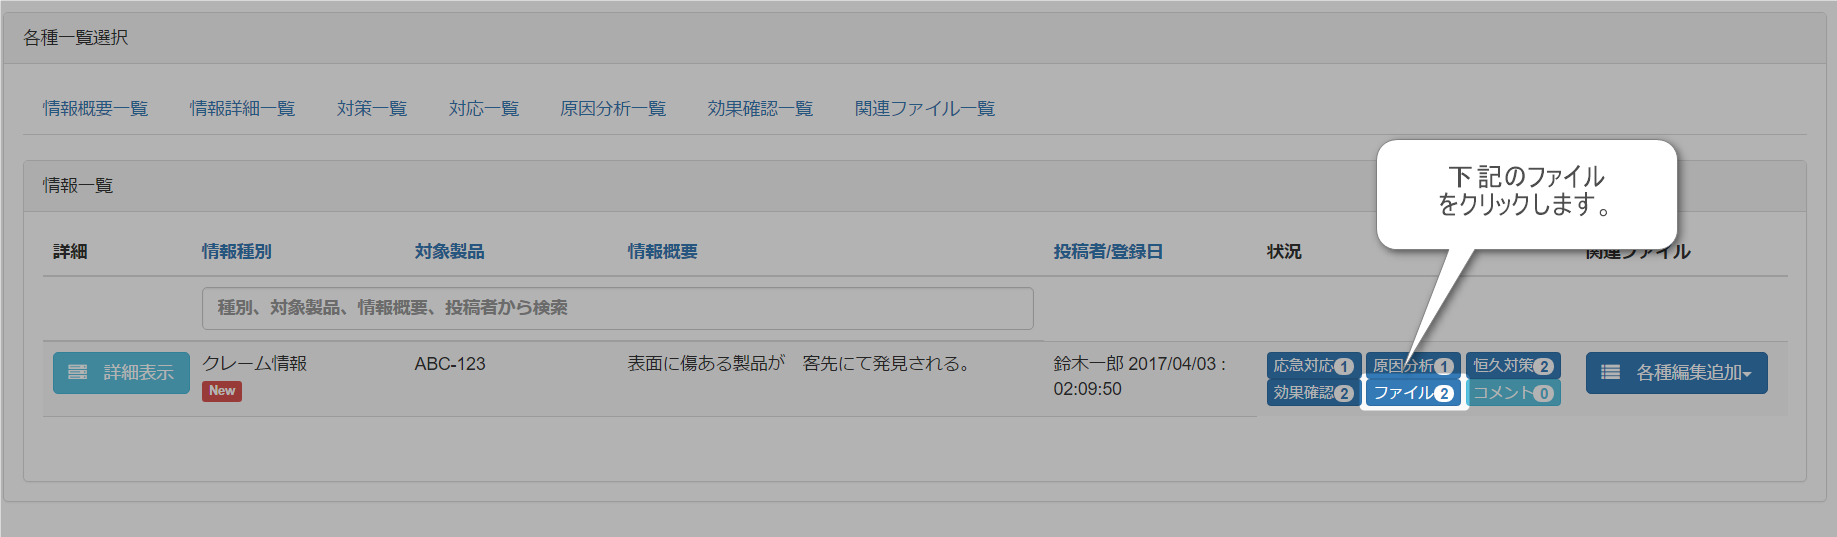 各種一覧選択
情報概要一覧 情報詳細一覧 対策一覧 対応一覧 原因分析一覧 効果確認一覧 関連ファイル一覧
情報一覧
下記のファイル
をクリックします。
詳細 情報種別 対象製品 情報概要 投稿者/登録日 状況 関連ファイル
種別、対象製品、情報概要、投稿者から検索
詳細表示 クレーム情報 ABC-123 表面に傷ある製品が　客先にて発見される。 鈴木一郎 2017/04/03 : 応急対応 1 原因分析 1 恒久対策 2 各種編集追加
New 02:09:50 効果確認 2 ファイル 2 コメント 0